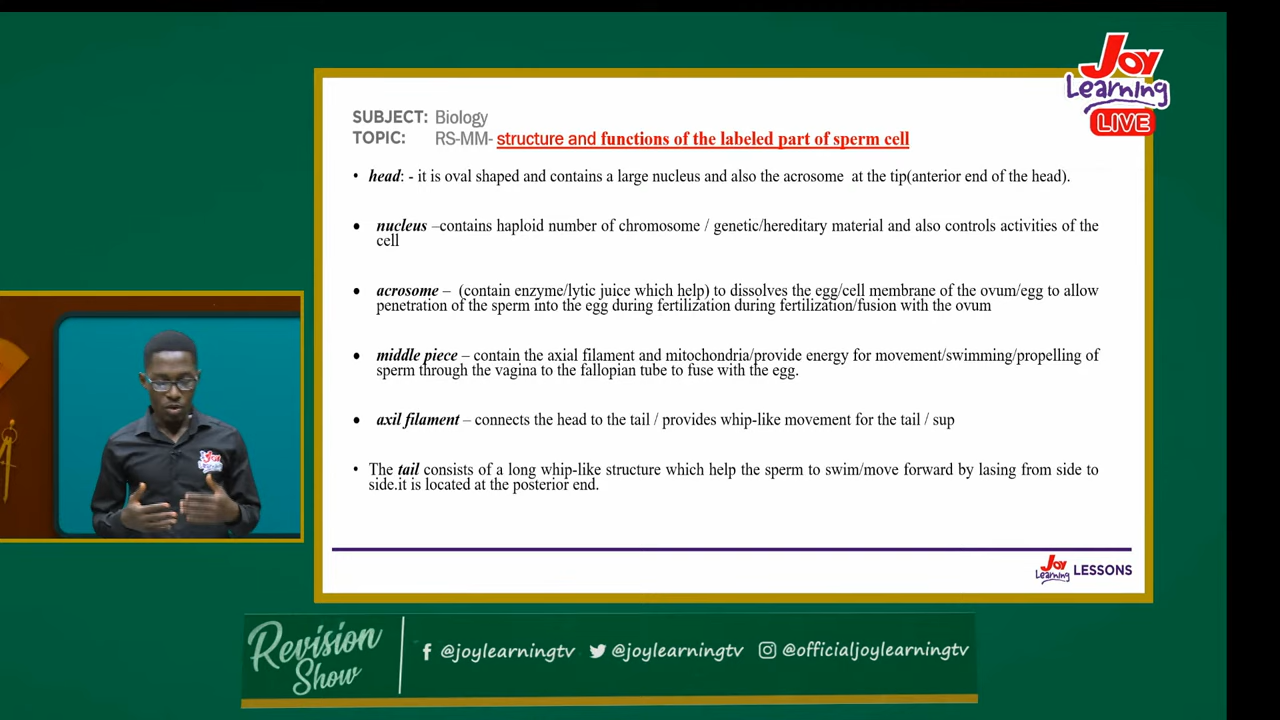 Joy
Learning
LIVE
SUBJECT: Biology
TOPIC: RS-MM- structure and functions of the labeled part of sperm cell
• head: - it is oval shaped and contains a large nucleus and also the acrosome at the tip(anterior end of the head).
• nucleus –contains haploid number of chromosome / genetic/hereditary material and also controls activities of the
cell
• acrosome – (contain enzyme/lytic juice which help) to dissolves the egg/cell membrane of the ovum/egg to allow
penetration of the sperm into the egg during fertilization during fertilization/fusion with the ovum
• middle piece – contain the axial filament and mitochondria/provide energy for movement/swimming/propelling of
sperm through the vagina to the fallopian tube to fuse with the egg.
• axil filament – connects the head to the tail / provides whip-like movement for the tail / sup
• The tail consists of a long whip-like structure which help the sperm to swim/move forward by lasing from side to
side.it is located at the posterior end.
Joy
Learning LESSONS
Revision
Show
@joylearningtv @joylearningtv @officialjoylearningtv